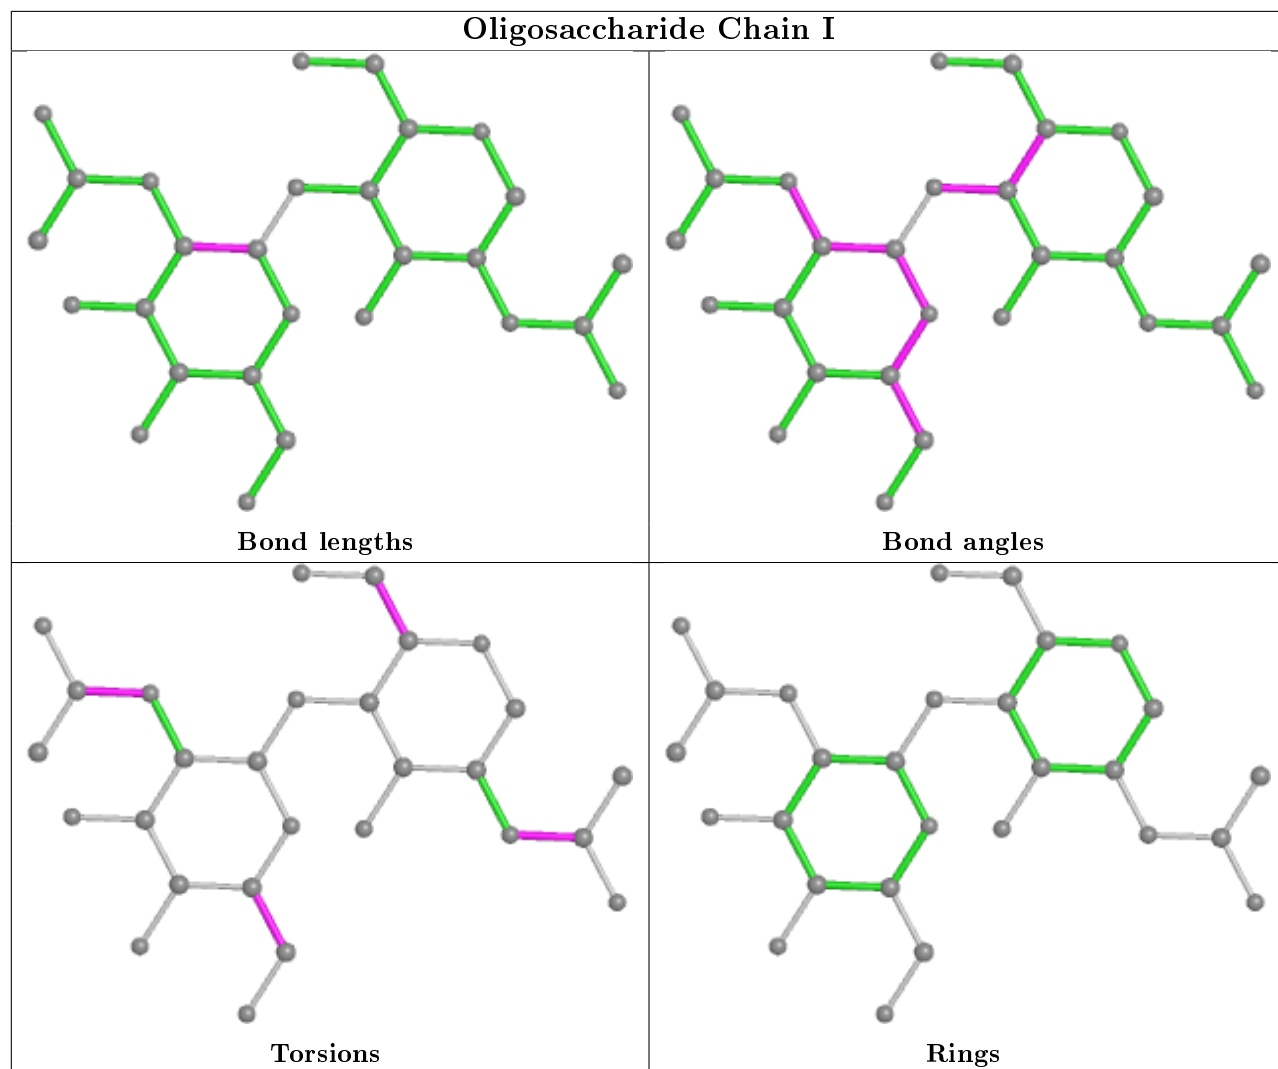 Oligosaccharide Chain I
Bond lengths
Bond angles
Torsions
Rings